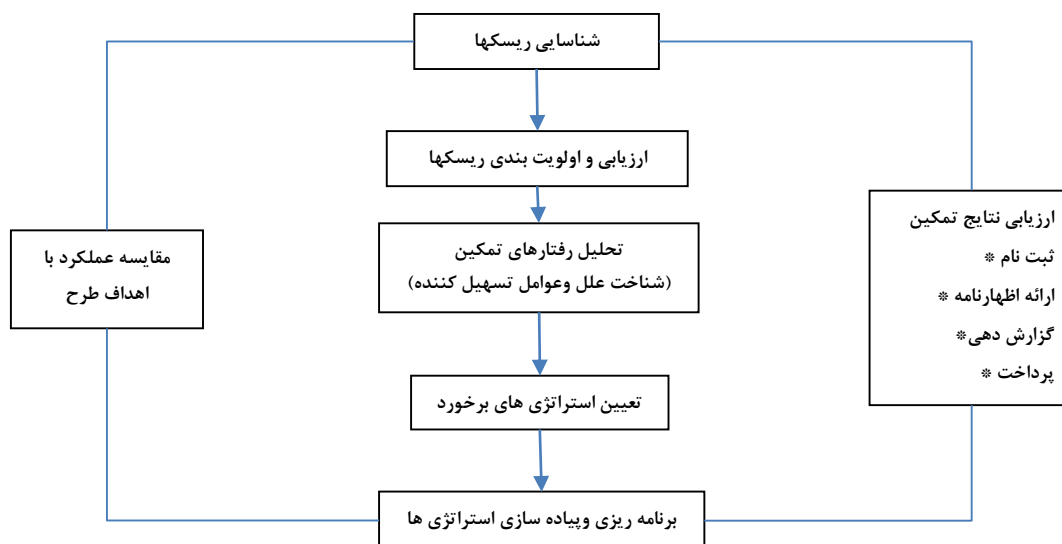 شناسایی ریسکها
ارزیابی و اولویت بندی ریسکها
تحلیل رفتارهای تمکین
(شناخت علل وعوامل تسهیل کننده)
تعیین استراتژی های برخورد
برنامه ریزی وپیاده سازی استراتژی ها
ارزیابی نتایج تمکین
ثبت نام *
ارائه اظهارنامه *
گزارش دهی*
پرداخت *
مقایسه عملکرد با
اهداف طرح